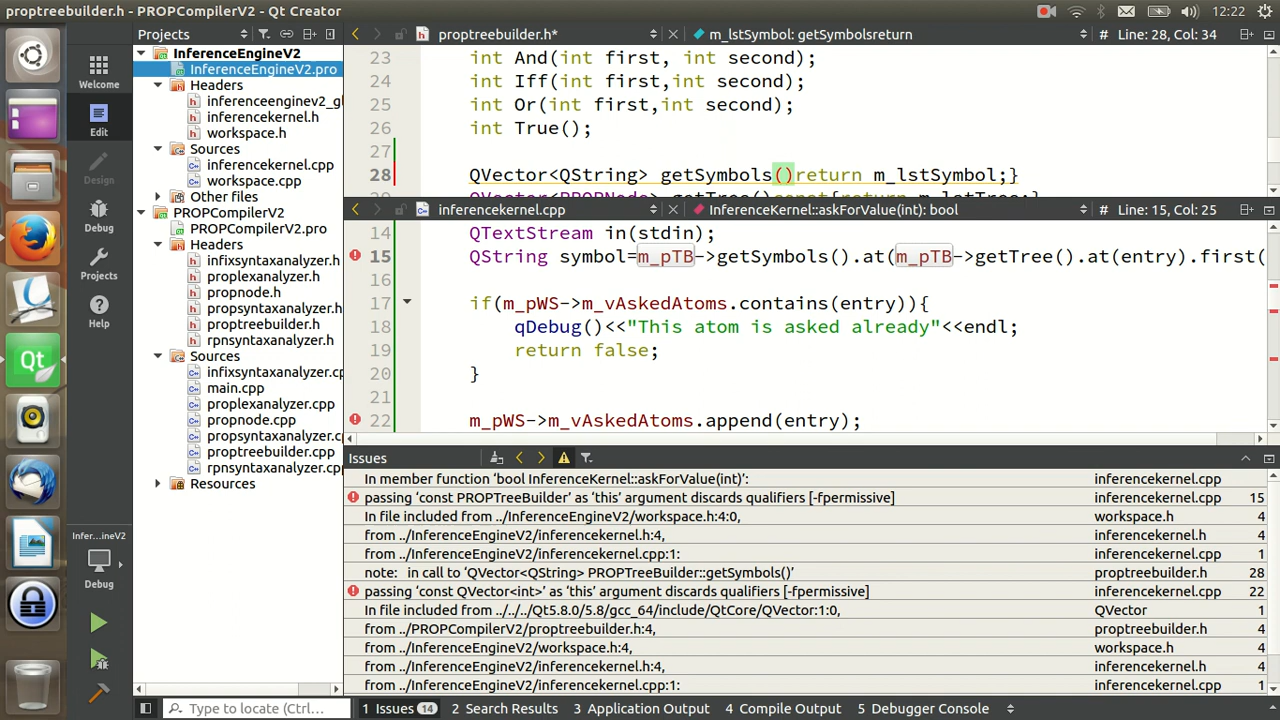 proptreebuilder.h - PROPCompilerV2 - Qt Creator
12:22
Welcome
Edit
Design
Debug
Projects
Help
Infer...ineV2
Debug
Projects
InferenceEngineV2
InferenceEngineV2.pro
Headers
inferenceenginev2_gl
inferencekernel.h
workspace.h
Sources
inferencekernel.cpp
workspace.cpp
Other files
PROPCompilerV2
PROPCompilerV2.pro
Headers
infixsyntaxanalyzer.h
proplexanalyzer.h
propnode.h
propsyntaxanalyzer.h
proptreebuilder.h
rpnsyntaxanalyzer.h
Sources
infixsyntaxanalyzer.c
main.cpp
proplexanalyzer.cpp
propnode.cpp
propsyntaxanalyzer.cp
proptreebuilder.cpp
rpnsyntaxanalyzer.cpp
Resources
proptreebuilder.h*
m_lstSymbol: getSymbolsreturn
Line: 28, Col: 34
23 int And(int first, int second);
24 int Iff(int first,int second);
25 int Or(int first,int second);
26 int True();
27
28 QVector<QString> getSymbols()return m_lstSymbol;}
inferencekernel.cpp
InferenceKernel::askForValue(int): bool
Line: 15, Col: 25
14 QTextStream in(stdin);
15 QString symbol=m_pTB->getSymbols().at(m_pTB->getTree().at(entry).first(
16
17 if(m_pWS->m_vAskedAtoms.contains(entry)){
18 qDebug()<<"This atom is asked already"<<endl;
19 return false;
20 }
21
22 m_pWS->m_vAskedAtoms.append(entry);
Issues
In member function ‘bool InferenceKernel::askForValue(int)’: inferencekernel.cpp
passing ‘const PROPTreeBuilder’ as ‘this’ argument discards qualifiers [-fpermissive] inferencekernel.cpp 15
In file included from ../InferenceEngineV2/workspace.h:4:0, workspace.h 4
from ../InferenceEngineV2/inferencekernel.h:4, inferencekernel.h 4
from ../InferenceEngineV2/inferencekernel.cpp:1: inferencekernel.cpp 1
note: in call to ‘QVector<QString> PROPTreeBuilder::getSymbols()’ proptreebuilder.h 28
passing ‘const QVector<int>’ as ‘this’ argument discards qualifiers [-fpermissive] inferencekernel.cpp 22
In file included from ../../../Qt5.8.0/5.8/gcc_64/include/QtCore/QVector:1:0, QVector 1
from ../PROPCompilerV2/proptreebuilder.h:4, proptreebuilder.h 4
from ../InferenceEngineV2/workspace.h:4, workspace.h 4
from ../InferenceEngineV2/inferencekernel.h:4, inferencekernel.h 4
from ../InferenceEngineV2/inferencekernel.cpp:1: inferencekernel.cpp 1
Type to locate (Ctrl...
1 Issues 14
2 Search Results
3 Application Output
4 Compile Output
5 Debugger Console